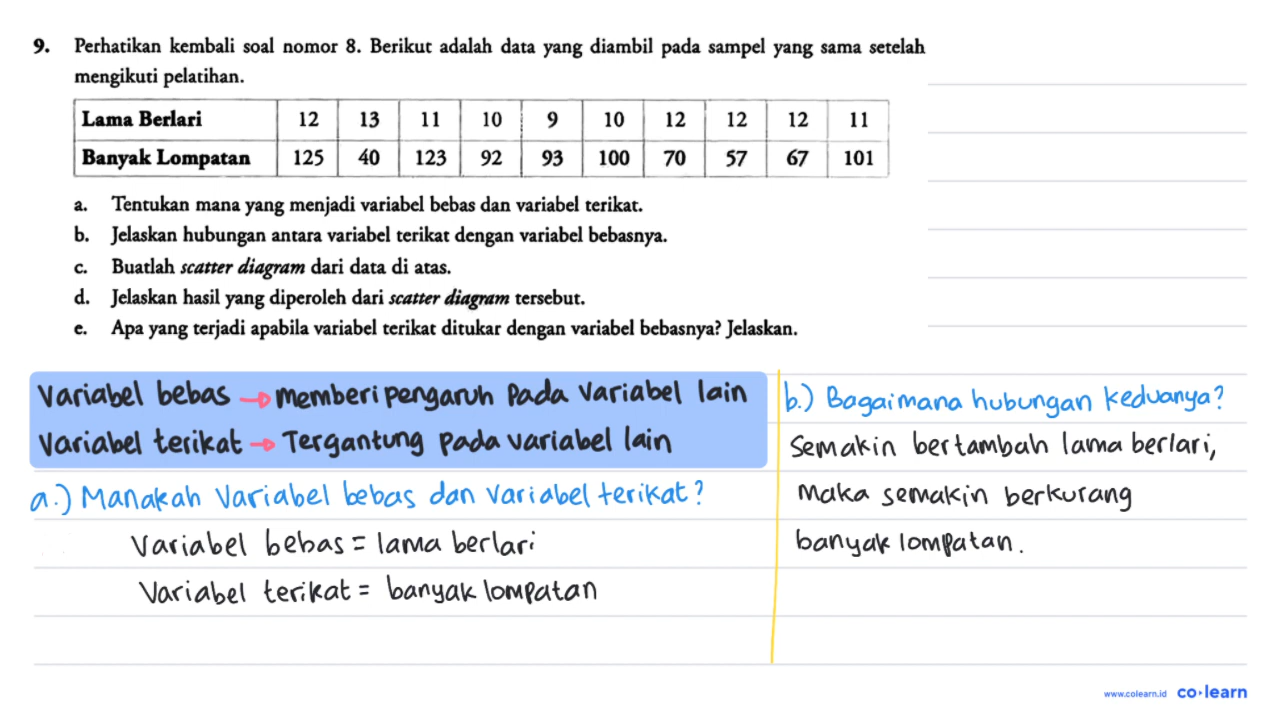 9. Perhatikan kembali soal nomor 8. Berikut adalah data yang diambil pada sampel yang sama setelah
mengikuti pelatihan.
Lama Berlari 12 13 11 10 9 10 12 12 12 11
Banyak Lompatan 125 40 123 92 93 100 70 57 67 101
a. Tentukan mana yang menjadi variabel bebas dan variabel terikat.
b. Jelaskan hubungan antara variabel terikat dengan variabel bebasnya.
c. Buatlah scatter diagram dari data di atas.
d. Jelaskan hasil yang diperoleh dari scatter diagram tersebut.
e. Apa yang terjadi apabila variabel terikat ditukar dengan variabel bebasnya? Jelaskan.
Variabel bebas → memberi pengaruh pada variabel lain
Variabel terikat → Tergantung pada variabel lain
a.) Manakah variabel bebas dan variabel terikat?
Variabel bebas = lama berlari
Variabel terikat = banyak lompatan
b.) Bagaimana hubungan keduanya?
Semakin bertambah lama berlari,
maka semakin berkurang
banyak lompatan.
www.colearn.id co·learn